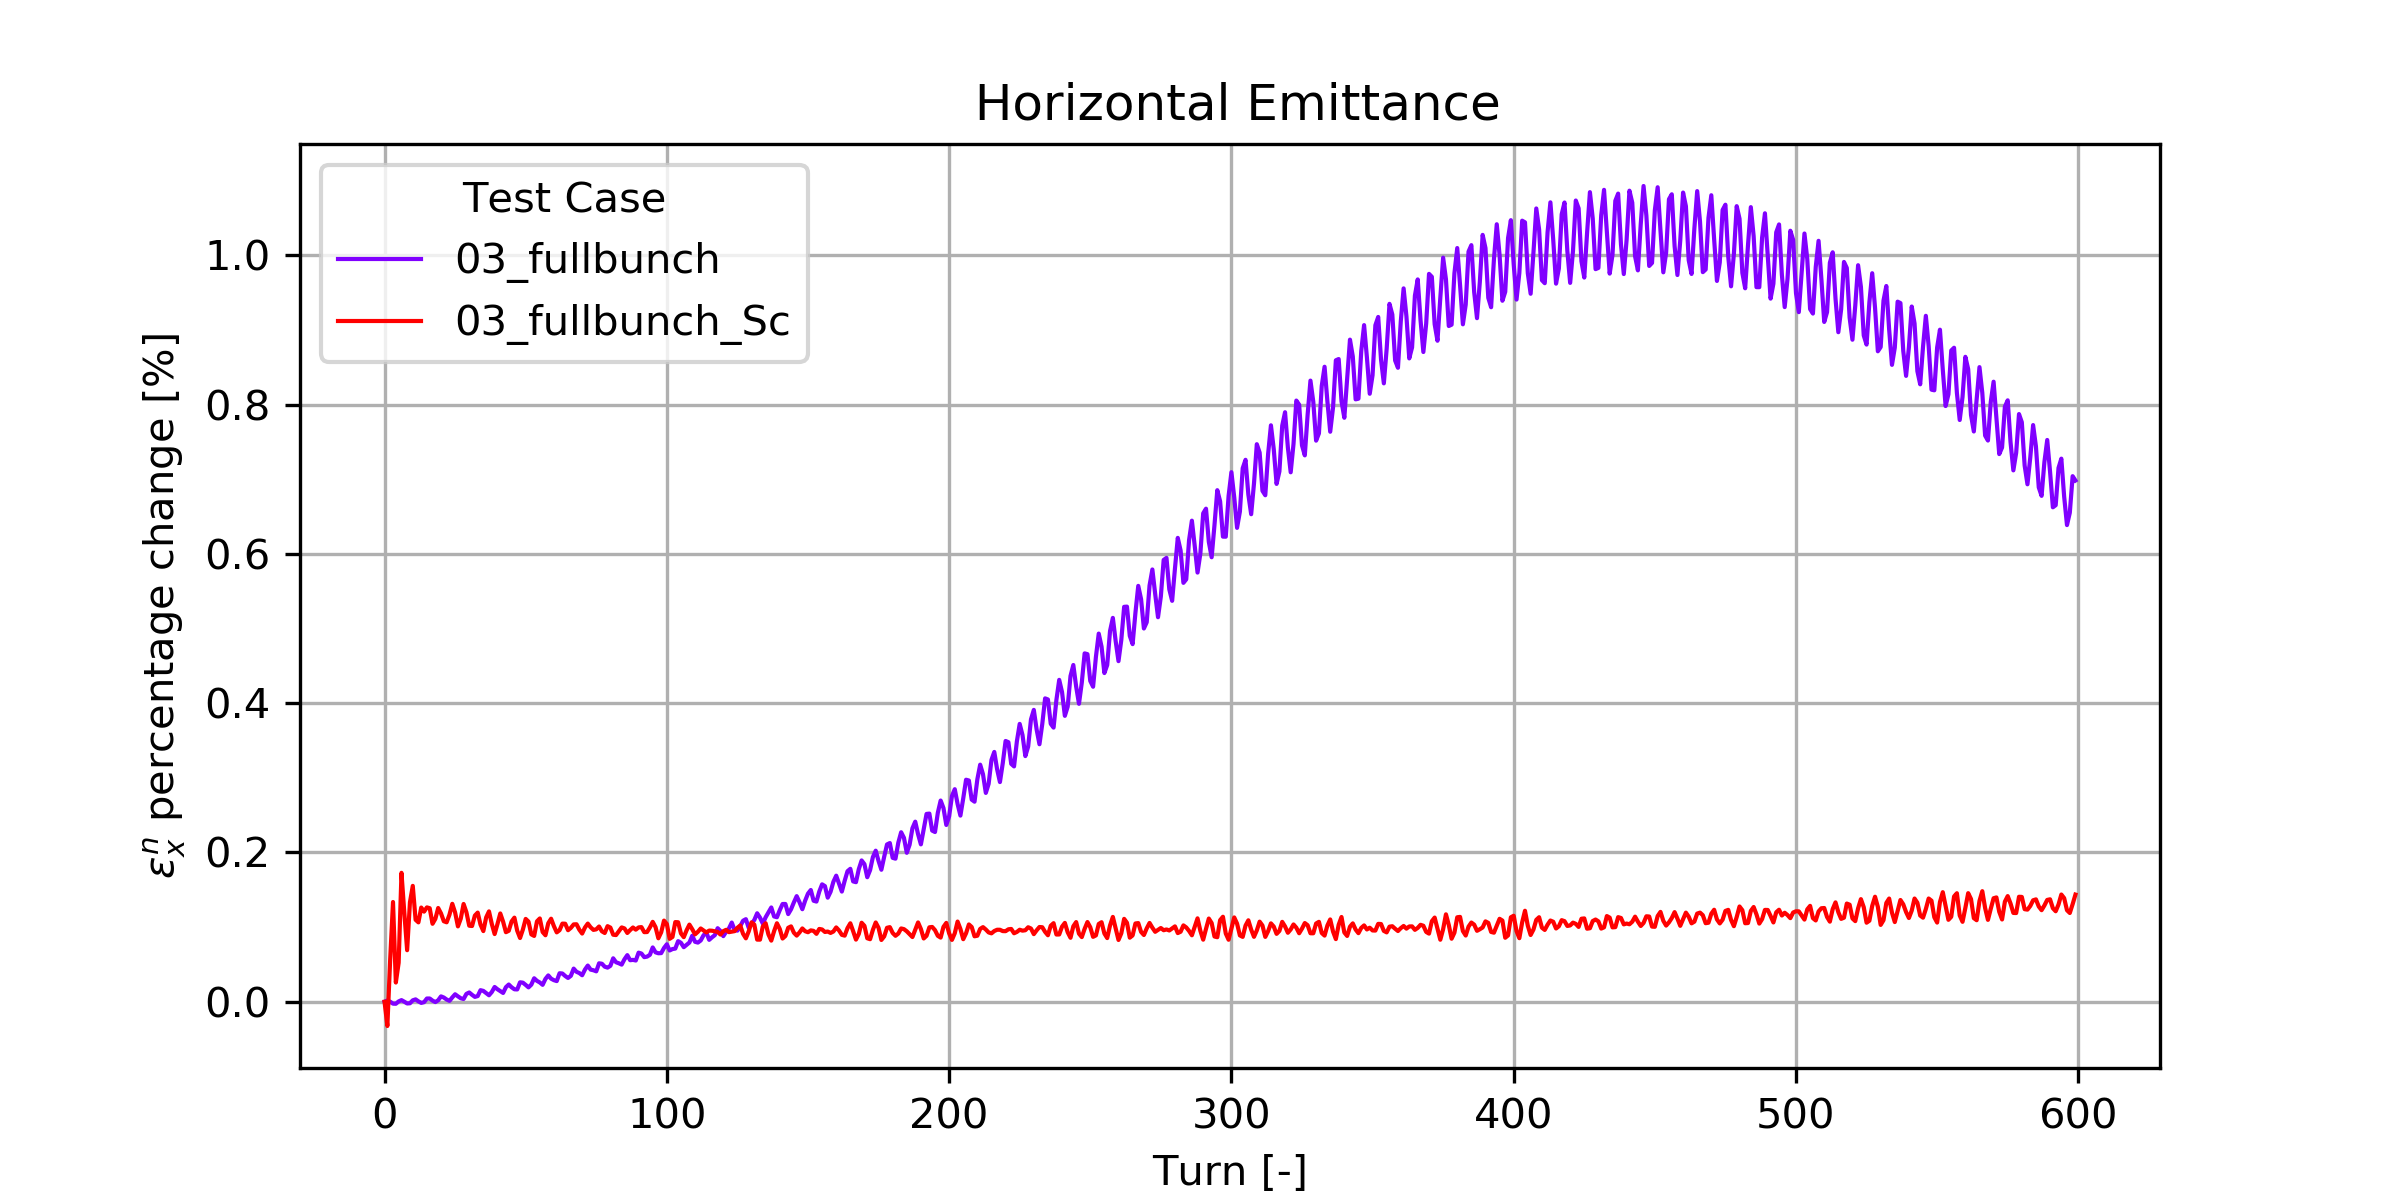 Horizontal Emittance
Test Case
03_fullbunch
03_fullbunch_Sc
ε_x^n percentage change [%]
1.0
0.8
0.6
0.4
0.2
0.0
0 100 200 300 400 500 600
Turn [-]